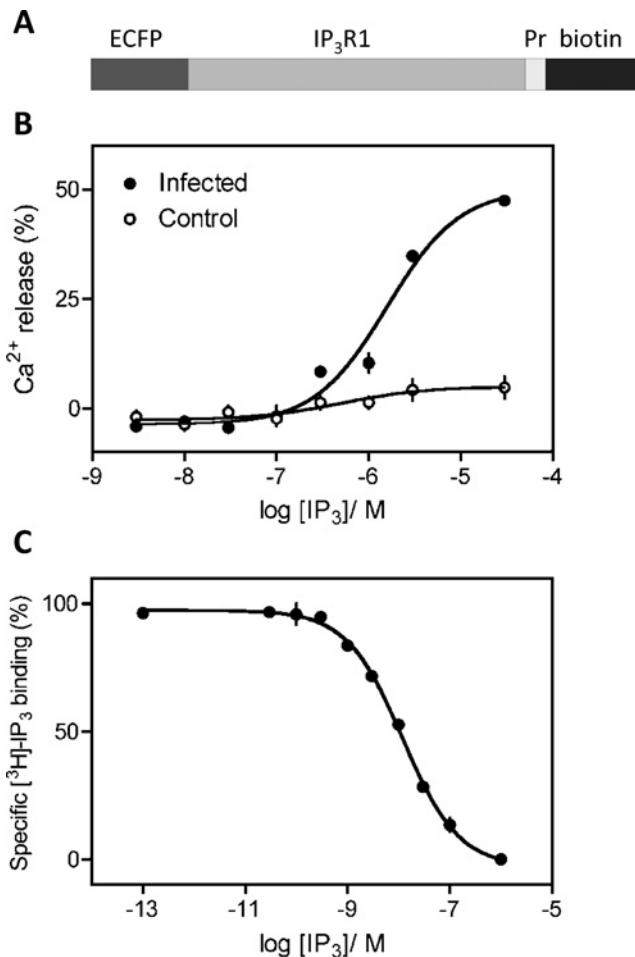 A
ECFP IP₃R1 Pr biotin
B
Ca²⁺ release (%)
50
25
0
Infected
Control
-9 -8 -7 -6 -5 -4
log [IP₃]/ M
C
Specific [³H]-IP₃ binding (%)
100
50
0
-13 -11 -9 -7 -5
log [IP₃]/ M